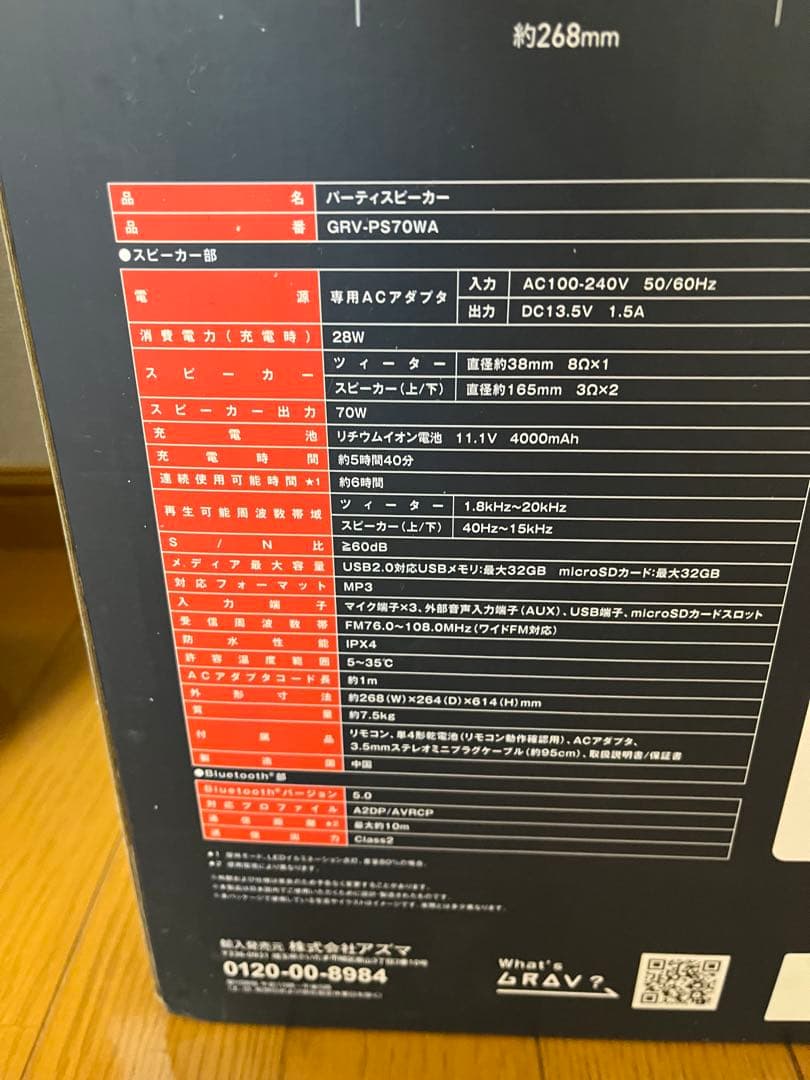 約268mm
品名 パーティスピーカー
品番 GRV-PS70WA
●スピーカー部
電源 専用ACアダプタ 入力 AC100-240V 50/60Hz
出力 DC13.5V 1.5A
消費電力(充電時) 28W
スピーカー ツィーター 直径約38mm 8Ω×1
スピーカー(上/下) 直径約165mm 3Ω×2
スピーカー出力 70W
充電池 リチウムイオン電池 11.1V 4000mAh
充電時間 約5時間40分
連続使用可能時間★1 約6時間
再生可能周波数帯域 ツィーター 1.8kHz~20kHz
スピーカー(上/下) 40Hz~15kHz
S/N比 ≧60dB
メディア最大容量 USB2.0対応USBメモリ:最大32GB microSDカード:最大32GB
対応フォーマット MP3
入力端子 マイク端子×3、外部音声入力端子(AUX)、USB端子、microSDカードスロット
受信周波数帯 FM76.0~108.0MHz(ワイドFM対応)
防水性能 IPX4
許容温度範囲 5~35℃
ACアダプタコード長 約1m
外形寸法 約268(W)×264(D)×614(H)mm
質量 約7.5kg
付属品 リモコン、単4形乾電池(リモコン動作確認用)、ACアダプタ、
3.5mmステレオミニプラグケーブル(約95cm)、取扱説明書/保証書
製造国 中国
●Bluetooth®部
Bluetooth®バージョン 5.0
対応プロファイル A2DP/AVRCP
通信距離★2 最大約10m
通信出力 Class2
★2 使用環境により異なります。
輸入発売元 株式会社アズマ
0120-00-8984
What's
GRAV?